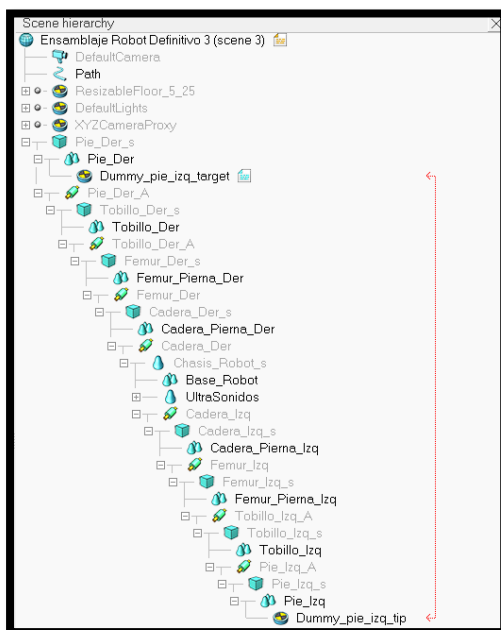 Scene hierarchy
Ensamblaje Robot Definitivo 3 (scene 3)
DefaultCamera
Path
ResizableFloor_5_25
DefaultLights
XYZCameraProxy
Pie_Der_s
Pie_Der
Dummy_pie_izq_target
Pie_Der_A
Tobillo_Der_s
Tobillo_Der
Tobillo_Der_A
Femur_Der_s
Femur_Pierna_Der
Femur_Der
Cadera_Der_s
Cadera_Pierna_Der
Cadera_Der
Chasis_Robot_s
Base_Robot
UltraSonidos
Cadera_Izq
Cadera_Izq_s
Cadera_Pierna_Izq
Femur_Izq
Femur_Izq_s
Femur_Pierna_Izq
Tobillo_Izq_A
Tobillo_Izq_s
Tobillo_Izq
Pie_Izq_A
Pie_Izq_s
Pie_Izq
Dummy_pie_izq_tip